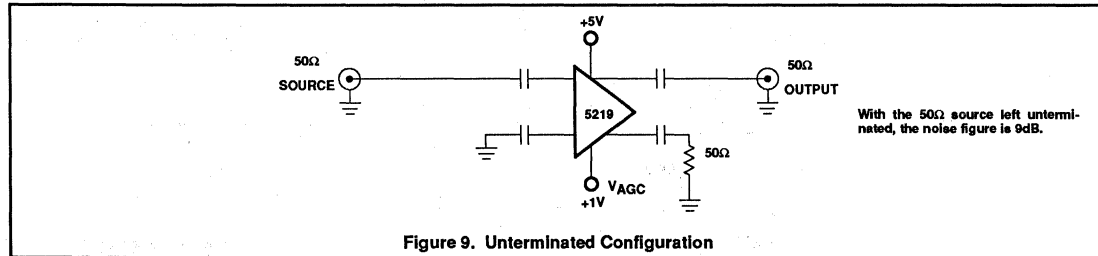 +5V
50Ω
SOURCE
50Ω
OUTPUT
5219
With the 50Ω source left untermi-
nated, the noise figure is 9dB.
50Ω
VAGC
+1V
Figure 9. Unterminated Configuration